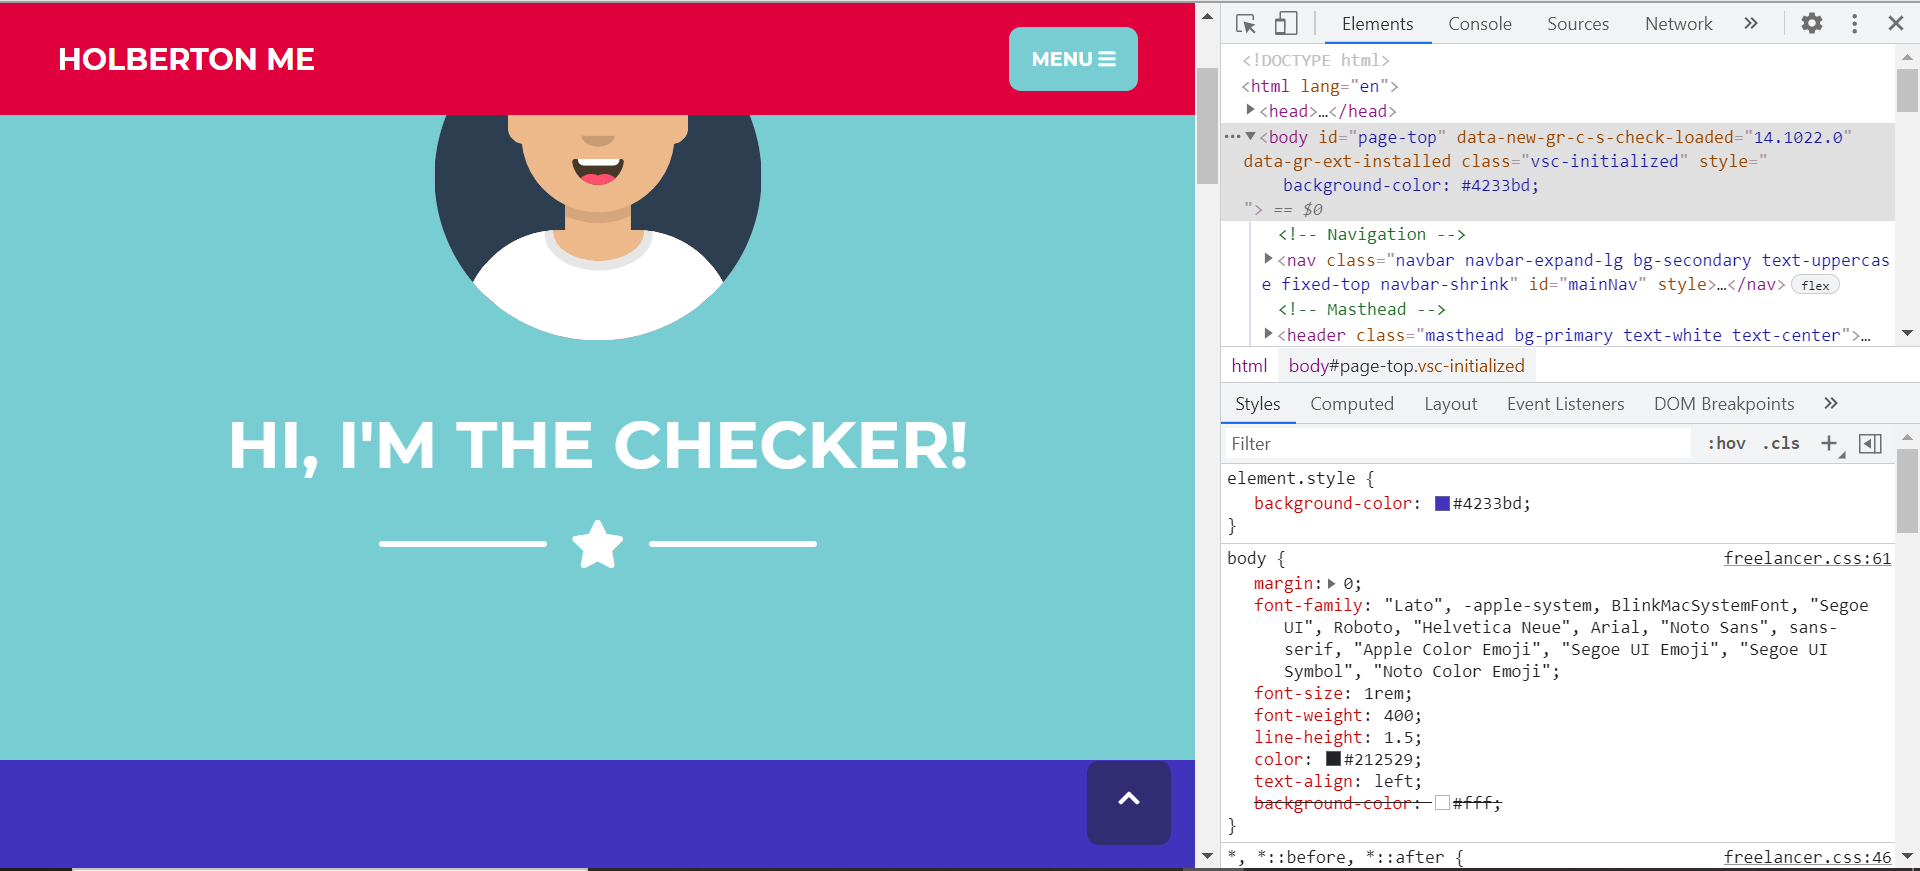 HOLBERTON ME
MENU
HI, I'M THE CHECKER!
Elements Console Sources Network »
<!DOCTYPE html>
<html lang="en">
<head>…</head>
<body id="page-top" data-new-gr-c-s-check-loaded="14.1022.0"
data-gr-ext-installed class="vsc-initialized" style="
background-color: #4233bd;
"> == $0
<!-- Navigation -->
<nav class="navbar navbar-expand-lg bg-secondary text-uppercas
e fixed-top navbar-shrink" id="mainNav" style>…</nav> flex
<!-- Masthead -->
<header class="masthead bg-primary text-white text-center">…
html body#page-top.vsc-initialized
Styles Computed Layout Event Listeners DOM Breakpoints »
Filter :hov .cls +
element.style {
background-color: #4233bd;
}
body { freelancer.css:61
margin: 0;
font-family: "Lato", -apple-system, BlinkMacSystemFont, "Segoe
UI", Roboto, "Helvetica Neue", Arial, "Noto Sans", sans-
serif, "Apple Color Emoji", "Segoe UI Emoji", "Segoe UI
Symbol", "Noto Color Emoji";
font-size: 1rem;
font-weight: 400;
line-height: 1.5;
color: #212529;
text-align: left;
background-color: #fff;
}
*, *::before, *::after { freelancer.css:46